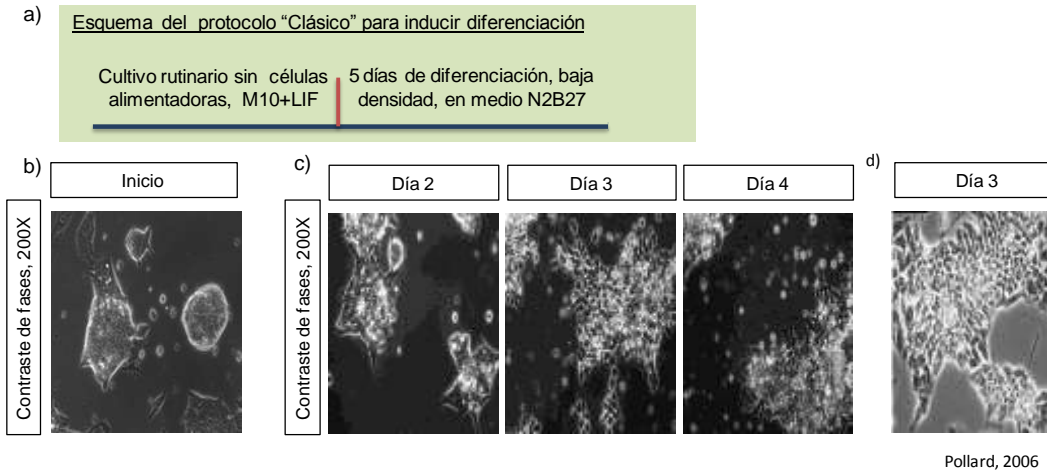 a)
Esquema del protocolo “Clásico” para inducir diferenciación
Cultivo rutinario sin células
alimentadoras, M10+LIF
5 días de diferenciación, baja
densidad, en medio N2B27
b)
Inicio
Contraste de fases, 200X
c)
Día 2
Día 3
Día 4
Contraste de fases, 200X
d)
Día 3
Pollard, 2006